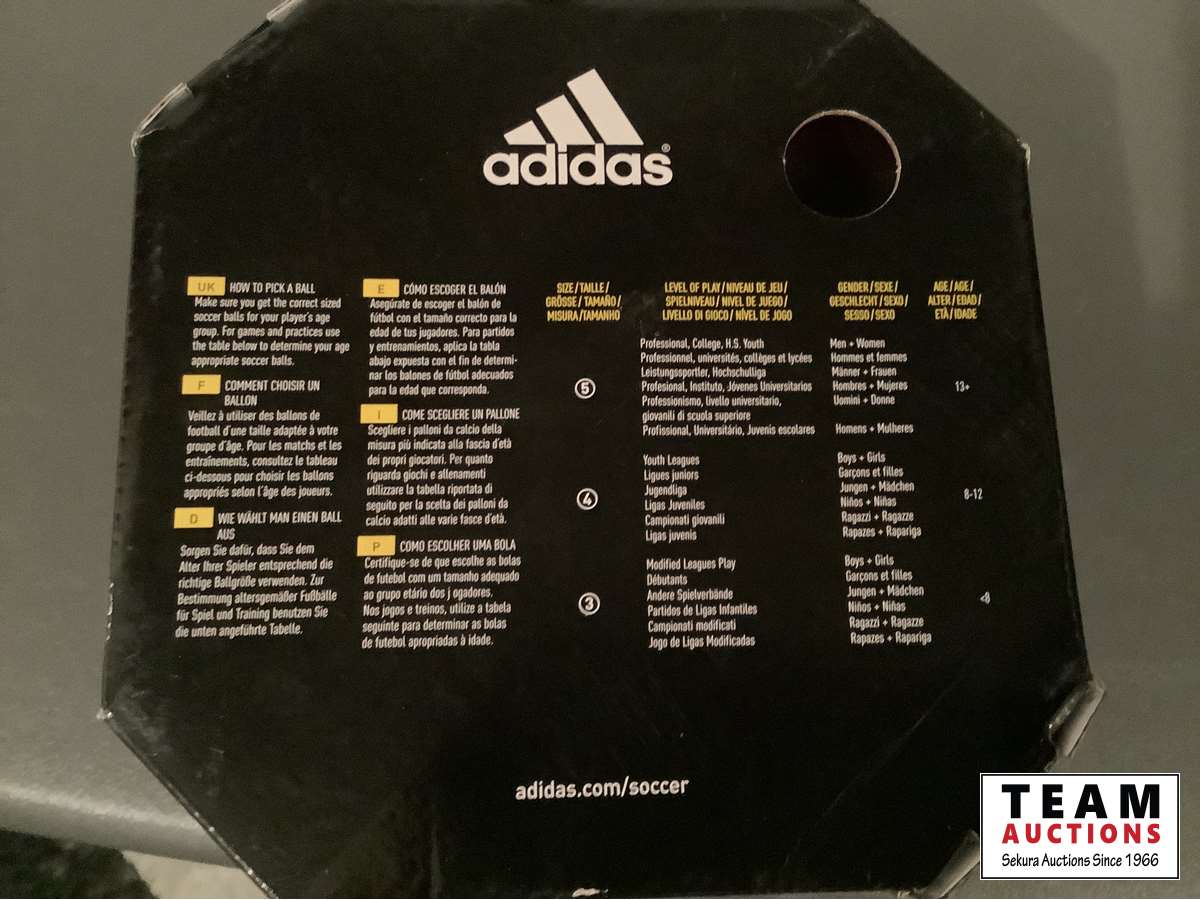 adidas®
UK HOW TO PICK A BALL
Make sure you get the correct sized
soccer balls for your player's age
group. For games and practices use
the table below to determine your age
appropriate soccer balls.
F COMMENT CHOISIR UN
BALLON
Veillez à utiliser des ballons de
football d'une taille adaptée à votre
groupe d'âge. Pour les matchs et les
entraînements, consultez le tableau
ci-dessous pour choisir les ballons
appropriés selon l'âge des joueurs.
D WIE WÄHLT MAN EINEN BALL
AUS
Sorgen Sie dafür, dass Sie dem
Alter Ihrer Spieler entsprechend die
richtige Ballgröße verwenden. Zur
Bestimmung altersgemäßer Fußbälle
für Spiel und Training benutzen Sie
die unten angeführte Tabelle.
E CÓMO ESCOGER EL BALÓN
Asegúrate de escoger el balón de
fútbol con el tamaño correcto para la
edad de tus jugadores. Para partidos
y entrenamientos, aplica la tabla
abajo expuesta con el fin de determi-
nar los balones de fútbol adecuados
para la edad que corresponda.
I COME SCEGLIERE UN PALLONE
Scegliere i palloni da calcio della
misura più indicata alla fascia d'età
dei propri giocatori. Per quanto
riguarda giochi e allenamenti
utilizzare la tabella riportata di
seguito per la scelta dei palloni da
calcio adatti alle varie fasce d'età.
P COMO ESCOLHER UMA BOLA
Certifique-se de que escolhe as bolas
de futebol com um tamanho adequado
ao grupo etário dos j ogadores.
Nos jogos e treinos, utilize a tabela
seguinte para determinar as bolas
de futebol apropriadas à idade.
SIZE/TAILLE/
GRÖSSE/TAMAÑO/
MISURA/TAMANHO
LEVEL OF PLAY/NIVEAU DE JEU/
SPIELNIVEAU/NIVEL DE JUEGO/
LIVELLO DI GIOCO/NÍVEL DE JOGO
GENDER/SEXE/
GESCHLECHT/SEXO/
SESSO/SEXO
AGE/AGE/
ALTER/EDAD/
ETÀ/IDADE
5
Professional, College, H.S. Youth
Professionnel, universités, collèges et lycées
Leistungssportler, Hochschulliga
Profesional, Instituto, Jóvenes Universitarios
Professionismo, livello universitario,
giovanili di scuola superiore
Profissional, Universitário, Juvenis escolares
Men + Women
Hommes et femmes
Männer + Frauen
Hombres + Mujeres
Uomini + Donne
Homens + Mulheres
13+
4
Youth Leagues
Ligues juniors
Jugendliga
Ligas Juveniles
Campionati giovanili
Ligas juvenis
Boys + Girls
Garçons et filles
Jungen + Mädchen
Niños + Niñas
Ragazzi + Ragazze
Rapazes + Rapariga
8-12
3
Modified Leagues Play
Débutants
Andere Spielverbände
Partidos de Ligas Infantiles
Campionati modificati
Jogo de Ligas Modificadas
Boys + Girls
Garçons et filles
Jungen + Mädchen
Niños + Niñas
Ragazzi + Ragazze
Rapazes + Rapariga
<8
adidas.com/soccer
TEAM
AUCTIONS
Sekura Auctions Since 1966